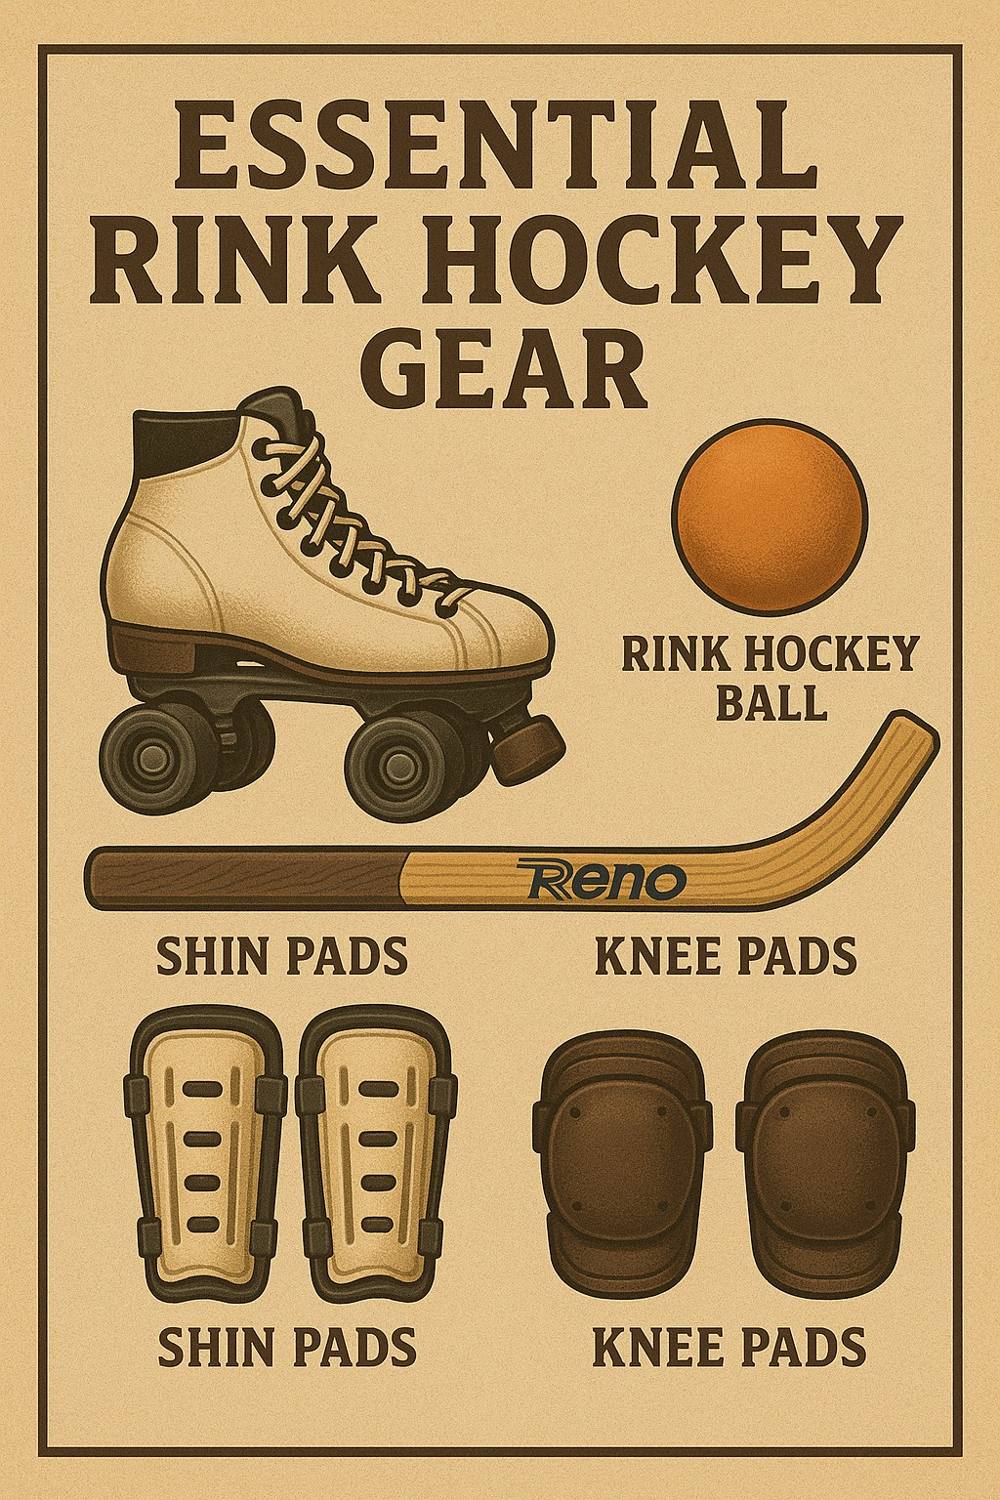 ESSENTIAL
RINK HOCKEY
GEAR
RINK HOCKEY
BALL
Reno
SHIN PADS
KNEE PADS
SHIN PADS
KNEE PADS